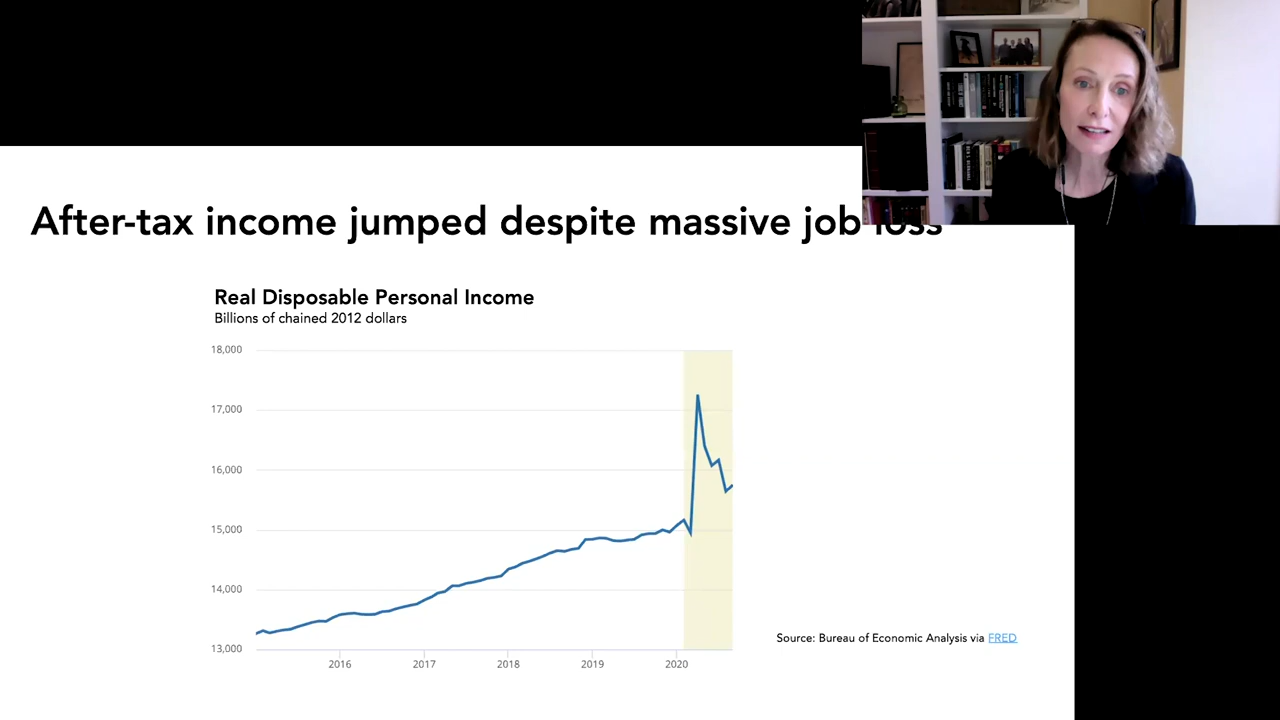 After-tax income jumped despite massive job loss
Real Disposable Personal Income
Billions of chained 2012 dollars
18,000
17,000
16,000
15,000
14,000
13,000
2016 2017 2018 2019 2020
Source: Bureau of Economic Analysis via FRED